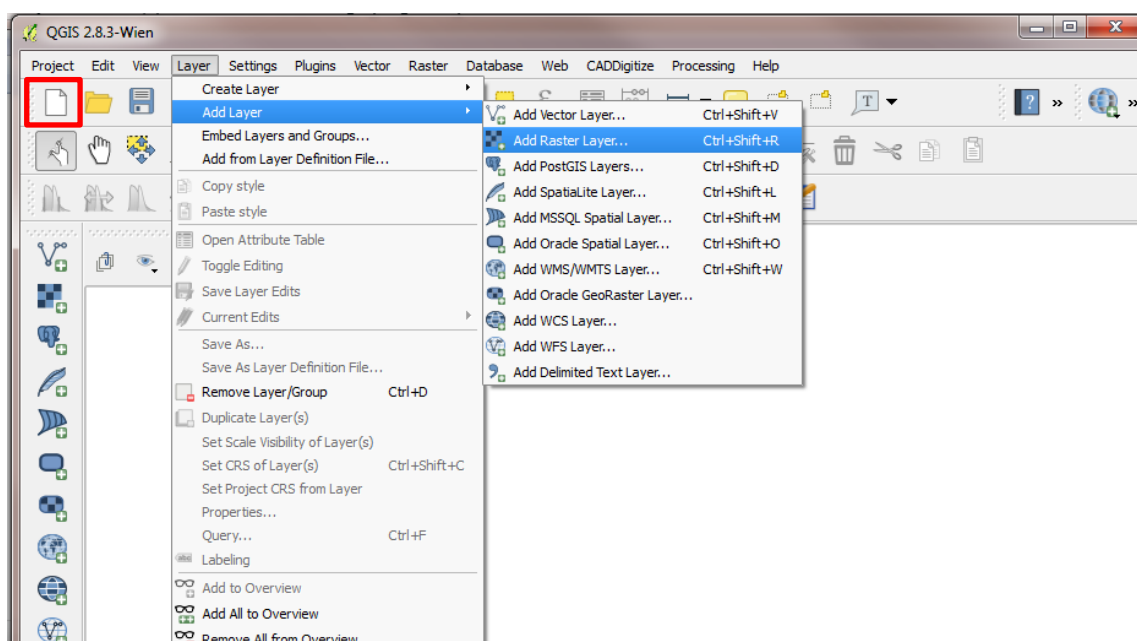 QGIS 2.8.3-Wien
Project Edit View Layer Settings Plugins Vector Raster Database Web CADDigitize Processing Help
Create Layer
Add Layer
Embed Layers and Groups...
Add from Layer Definition File...
Copy style
Paste style
Open Attribute Table
Toggle Editing
Save Layer Edits
Current Edits
Save As...
Save As Layer Definition File...
Remove Layer/Group Ctrl+D
Duplicate Layer(s)
Set Scale Visibility of Layer(s)
Set CRS of Layer(s) Ctrl+Shift+C
Set Project CRS from Layer
Properties...
Query... Ctrl+F
Labeling
Add to Overview
Add All to Overview
Remove All from Overview
Add Vector Layer... Ctrl+Shift+V
Add Raster Layer... Ctrl+Shift+R
Add PostGIS Layers... Ctrl+Shift+D
Add SpatiaLite Layer... Ctrl+Shift+L
Add MSSQL Spatial Layer... Ctrl+Shift+M
Add Oracle Spatial Layer... Ctrl+Shift+O
Add WMS/WMTS Layer... Ctrl+Shift+W
Add Oracle GeoRaster Layer...
Add WCS Layer...
Add WFS Layer...
Add Delimited Text Layer...